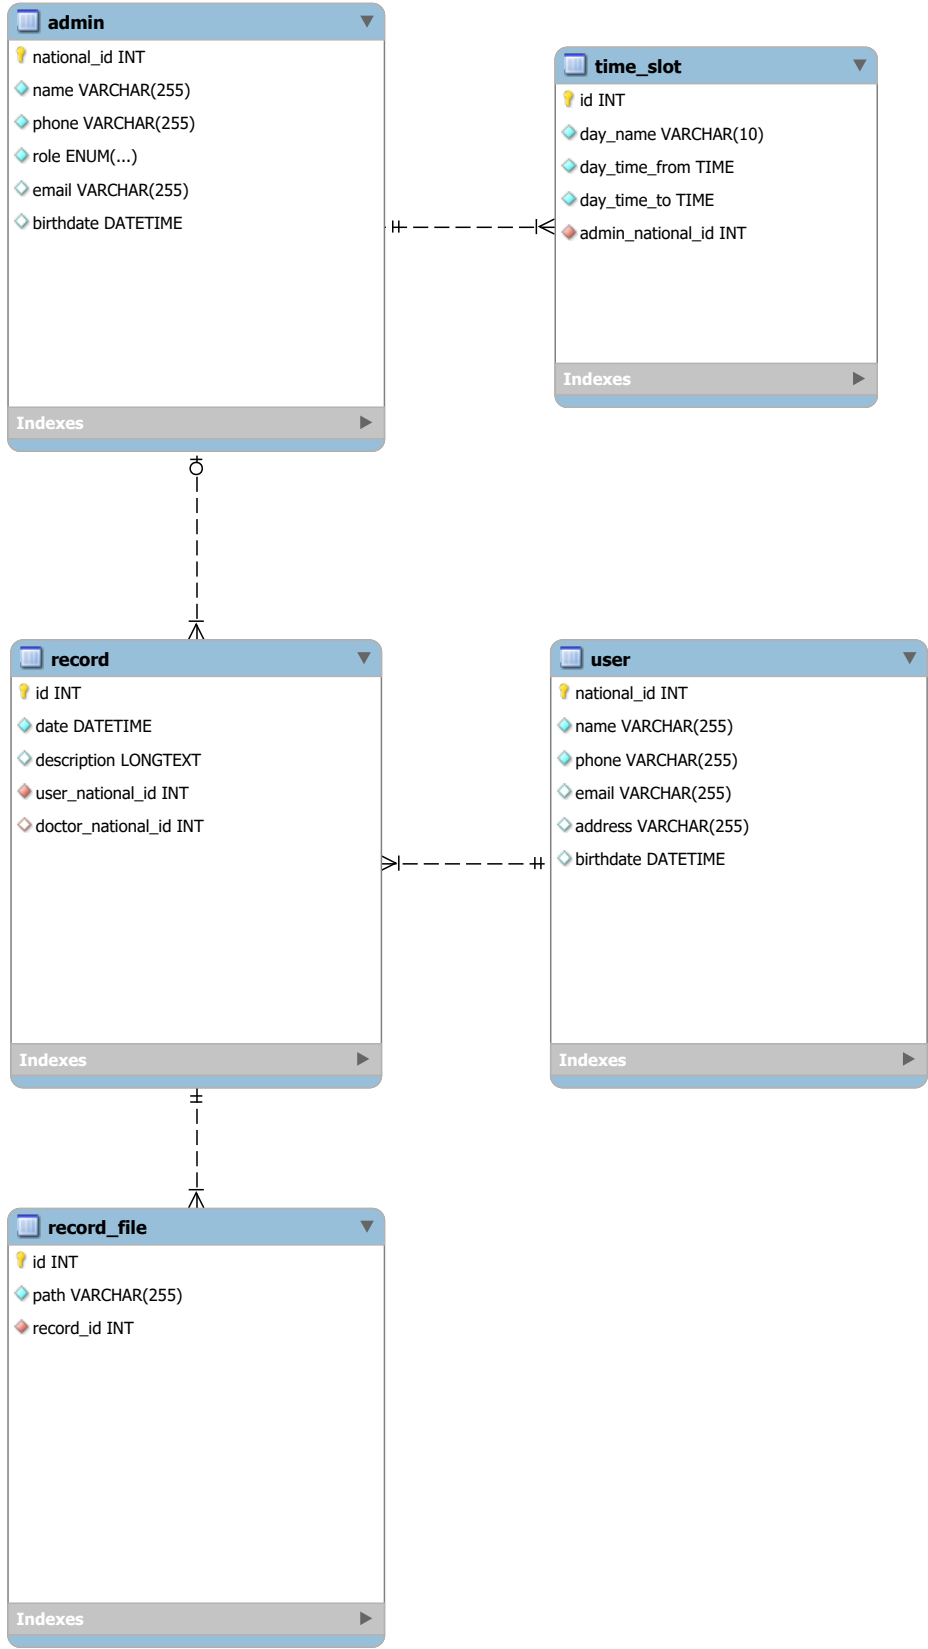 admin
national_id INT
name VARCHAR(255)
phone VARCHAR(255)
role ENUM(...)
email VARCHAR(255)
birthdate DATETIME
Indexes
time_slot
id INT
day_name VARCHAR(10)
day_time_from TIME
day_time_to TIME
admin_national_id INT
Indexes
record
id INT
date DATETIME
description LONGTEXT
user_national_id INT
doctor_national_id INT
Indexes
user
national_id INT
name VARCHAR(255)
phone VARCHAR(255)
email VARCHAR(255)
address VARCHAR(255)
birthdate DATETIME
Indexes
record_file
id INT
path VARCHAR(255)
record_id INT
Indexes